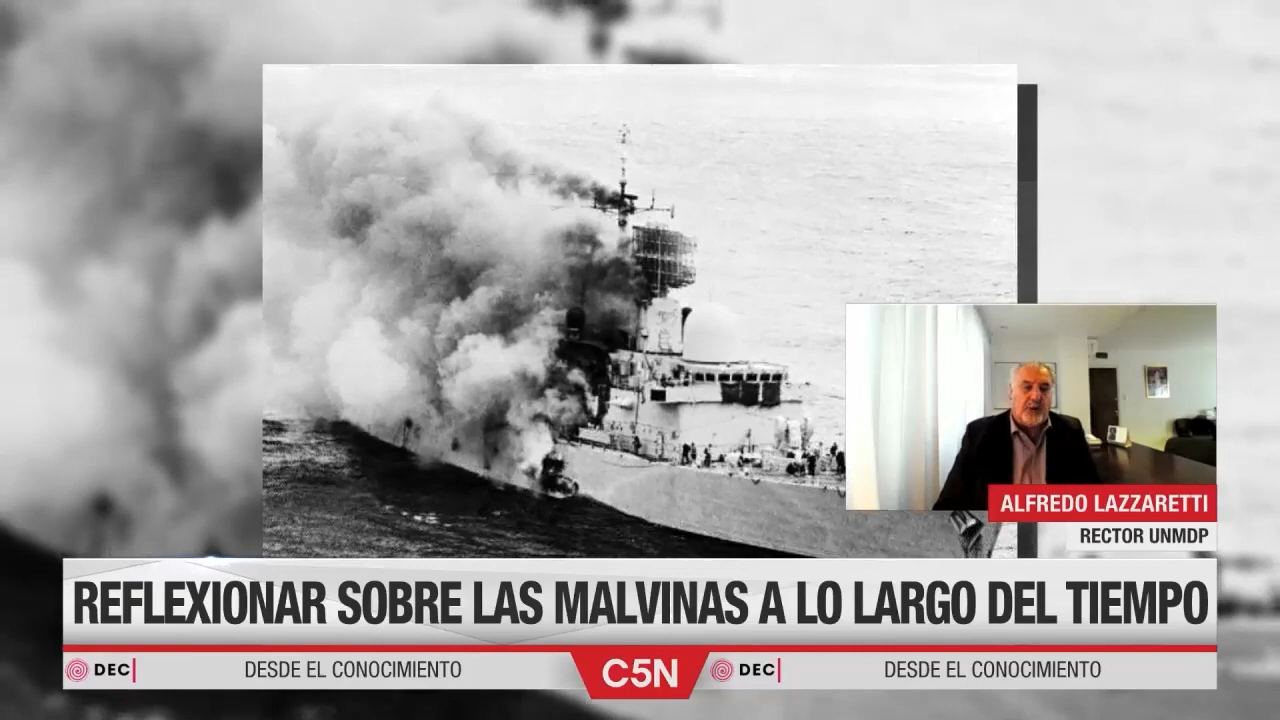 ALFREDO LAZZARETTI
RECTOR UNMDP
REFLEXIONAR SOBRE LAS MALVINAS A LO LARGO DEL TIEMPO
DEC DESDE EL CONOCIMIENTO C5N DEC DESDE EL CONOCIMIENTO